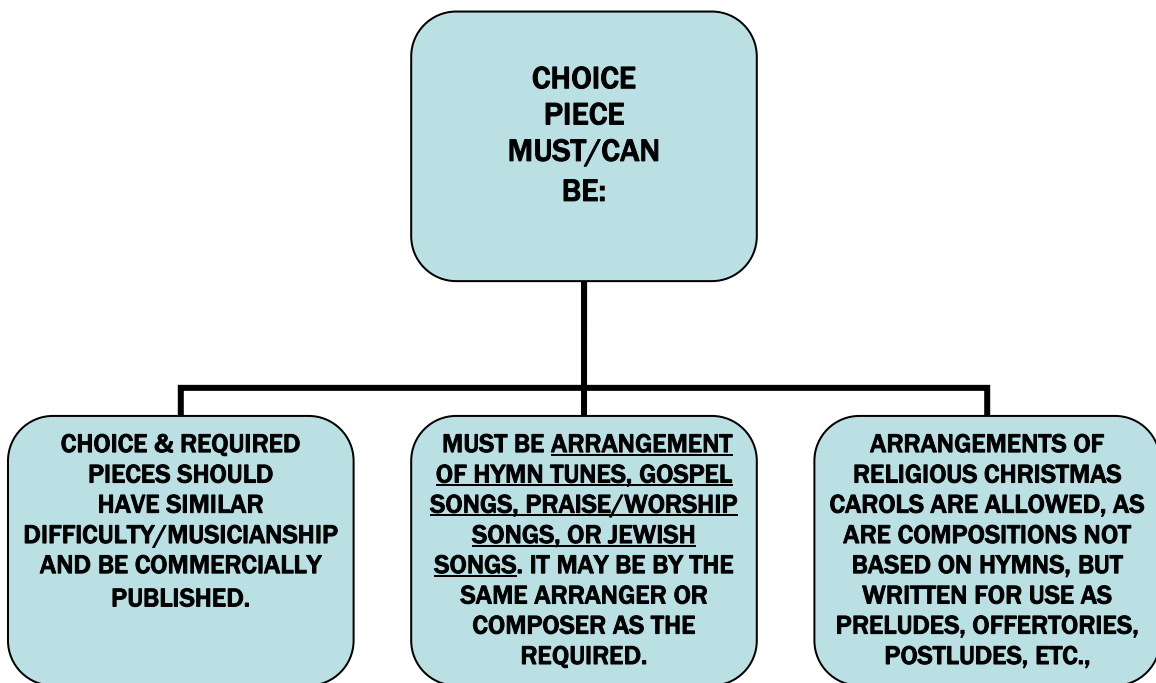 CHOICE
PIECE
MUST/CAN
BE:
CHOICE & REQUIRED
PIECES SHOULD
HAVE SIMILAR
DIFFICULTY/MUSICIANSHIP
AND BE COMMERCIALLY
PUBLISHED.
MUST BE ARRANGEMENT
OF HYMN TUNES, GOSPEL
SONGS, PRAISE/WORSHIP
SONGS, OR JEWISH
SONGS. IT MAY BE BY THE
SAME ARRANGER OR
COMPOSER AS THE
REQUIRED.
ARRANGEMENTS OF
RELIGIOUS CHRISTMAS
CAROLS ARE ALLOWED, AS
ARE COMPOSITIONS NOT
BASED ON HYMNS, BUT
WRITTEN FOR USE AS
PRELUDES, OFFERTORIES,
POSTLUDES, ETC.,